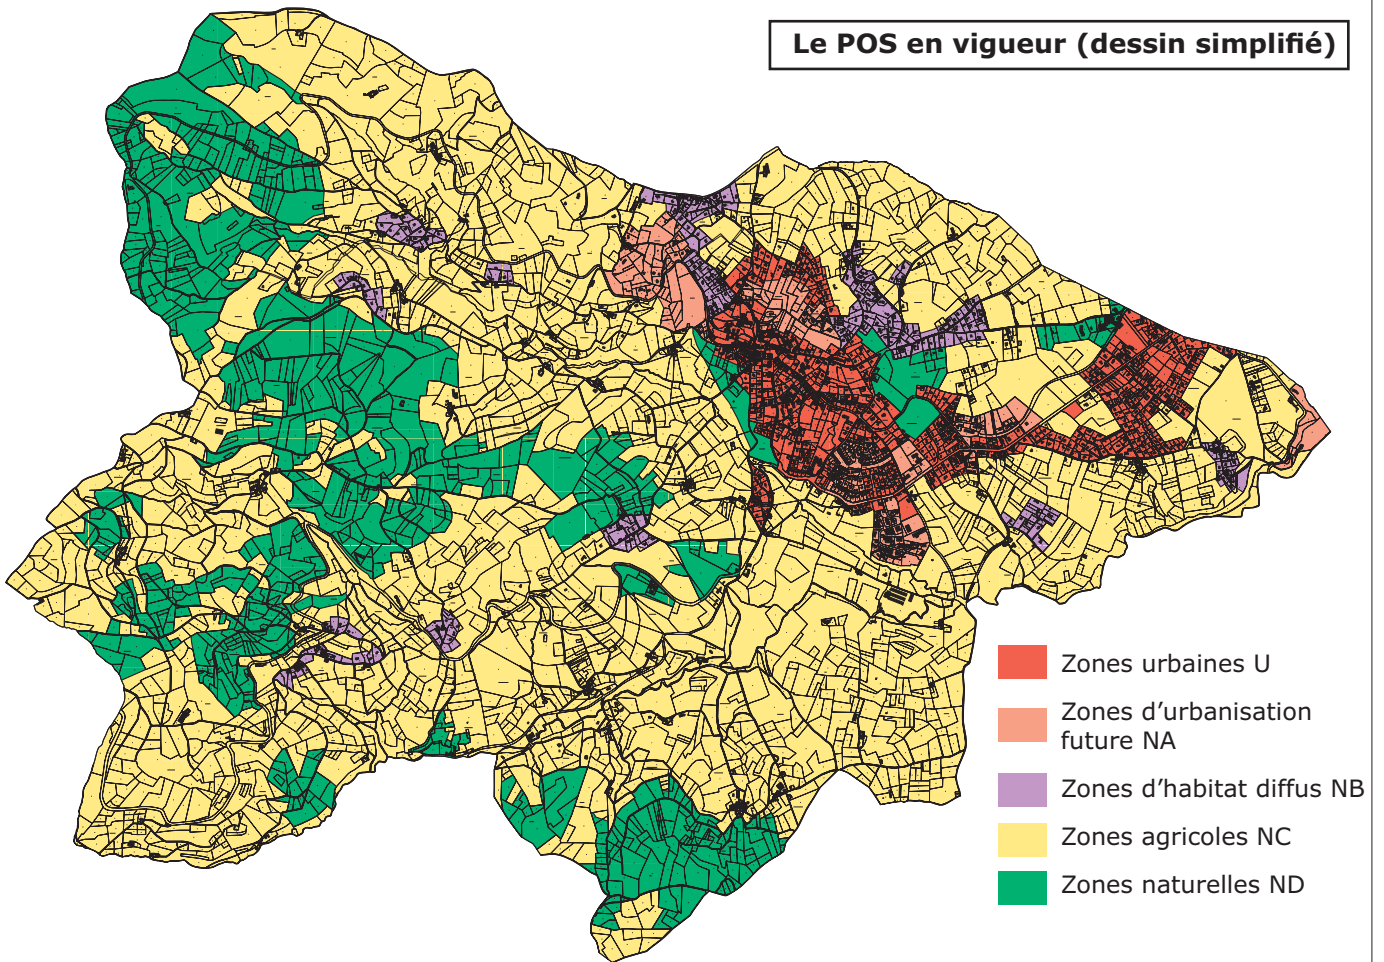 Le POS en vigueur (dessin simplifié)
Zones urbaines U
Zones d'urbanisation
future NA
Zones d'habitat diffus NB
Zones agricoles NC
Zones naturelles ND